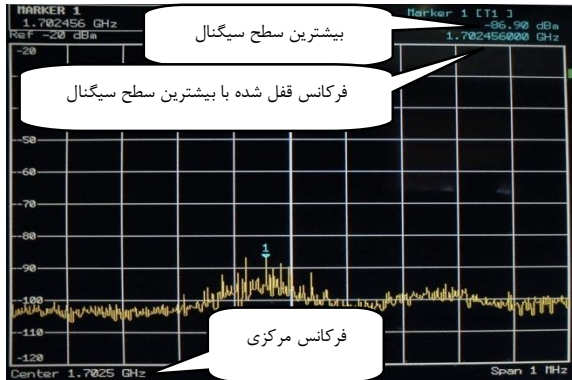 MARKER 1
1.702456 GHz
Ref -20 dBm
Marker 1 [T1 ]
-86.90 dBm
1.702456000 GHz
بیشترین سطح سیگنال
فرکانس قفل شده با بیشترین سطح سیگنال
-20
-50
-60
-70
-80
1
-90
-100
-110
-120
فرکانس مرکزی
Center 1.7025 GHz
Span 1 MHz